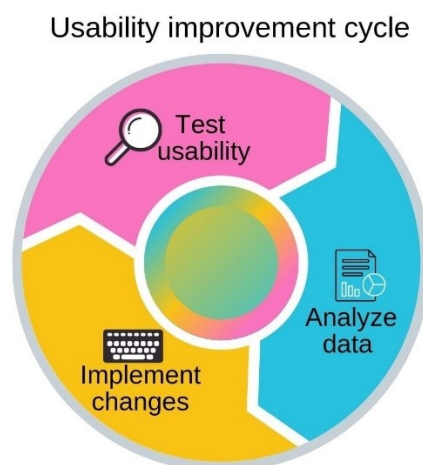 Usability improvement cycle
Test
usability
Analyze
data
Implement
changes